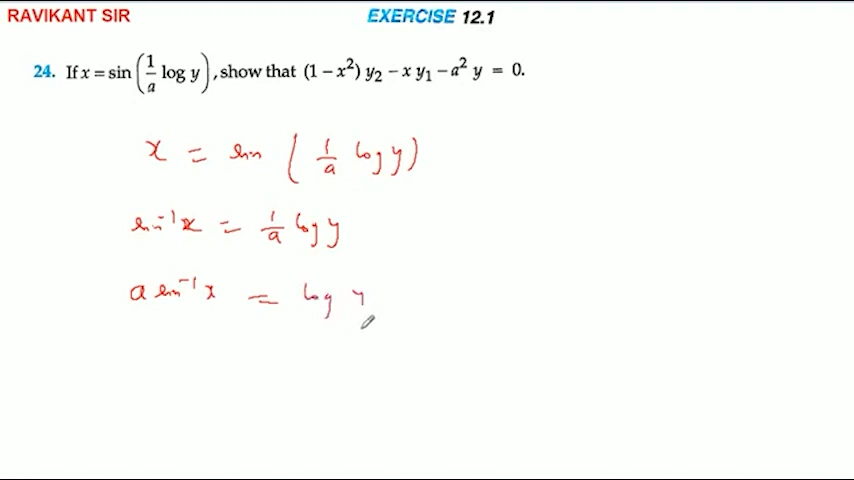 RAVIKANT SIR
EXERCISE 12.1
24. If x = sin (1/a log y), show that (1 − x²) y₂ − x y₁ − a² y = 0.
x = sin (1/a log y)
sin⁻¹x = 1/a log y
a sin⁻¹x = log y